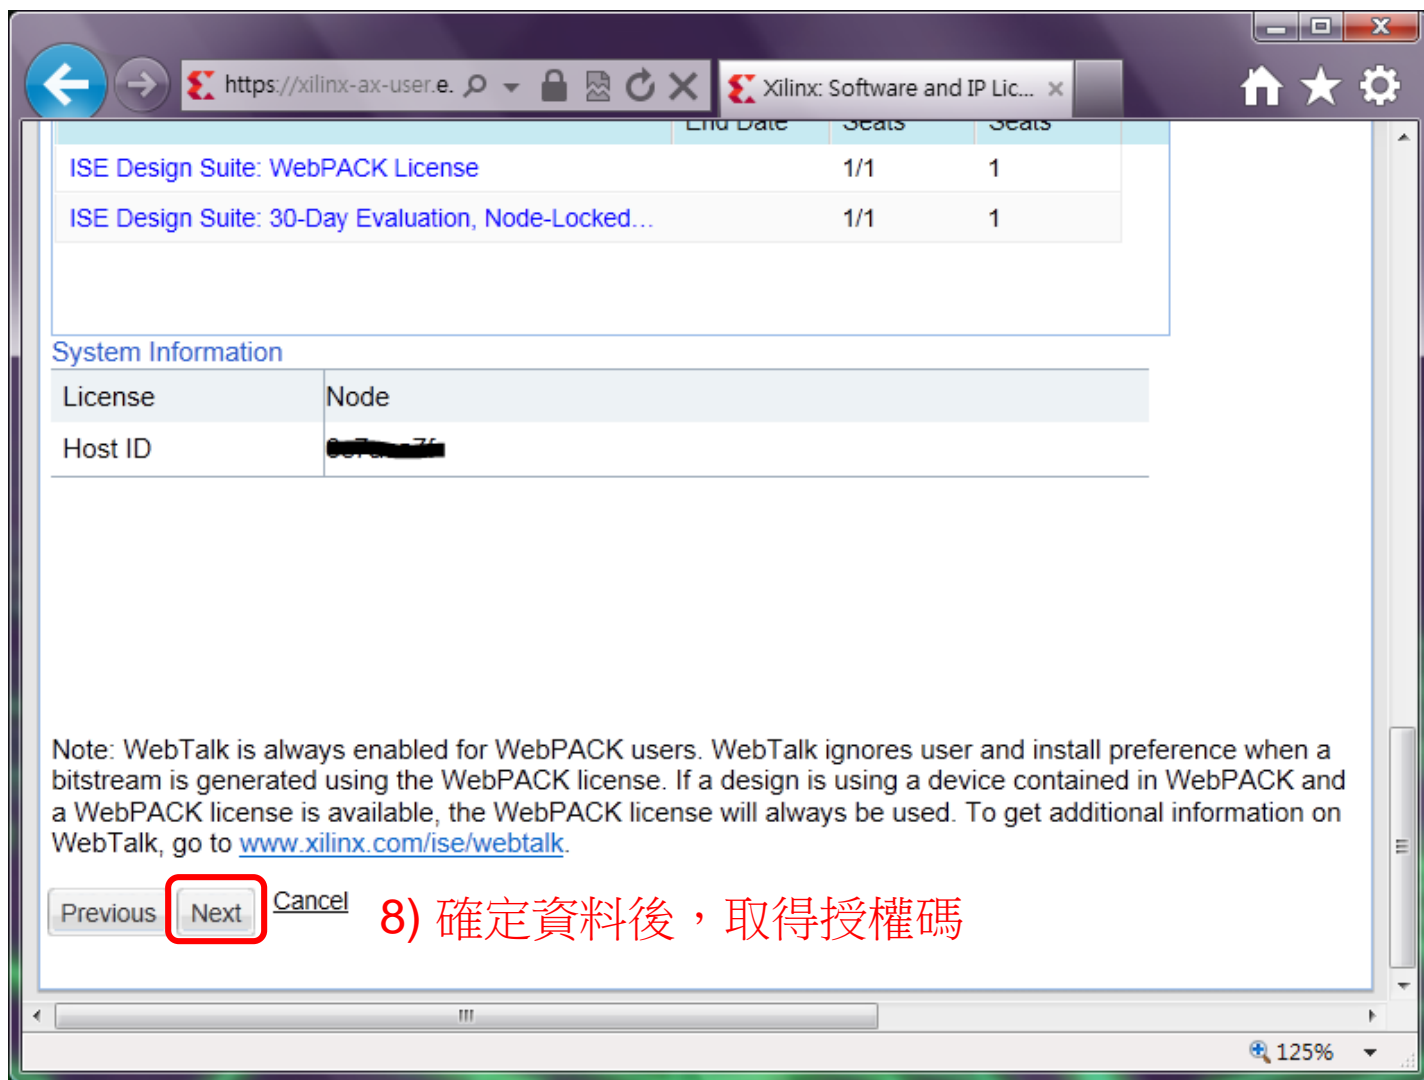 https://xilinx-ax-user.e.
Xilinx: Software and IP Lic...
End Date Seats Seats
ISE Design Suite: WebPACK License 1/1 1
ISE Design Suite: 30-Day Evaluation, Node-Locked... 1/1 1
System Information
License Node
Host ID
Note: WebTalk is always enabled for WebPACK users. WebTalk ignores user and install preference when a
bitstream is generated using the WebPACK license. If a design is using a device contained in WebPACK and
a WebPACK license is available, the WebPACK license will always be used. To get additional information on
WebTalk, go to www.xilinx.com/ise/webtalk.
Previous Next Cancel 8) 確定資料後，取得授權碼
125%